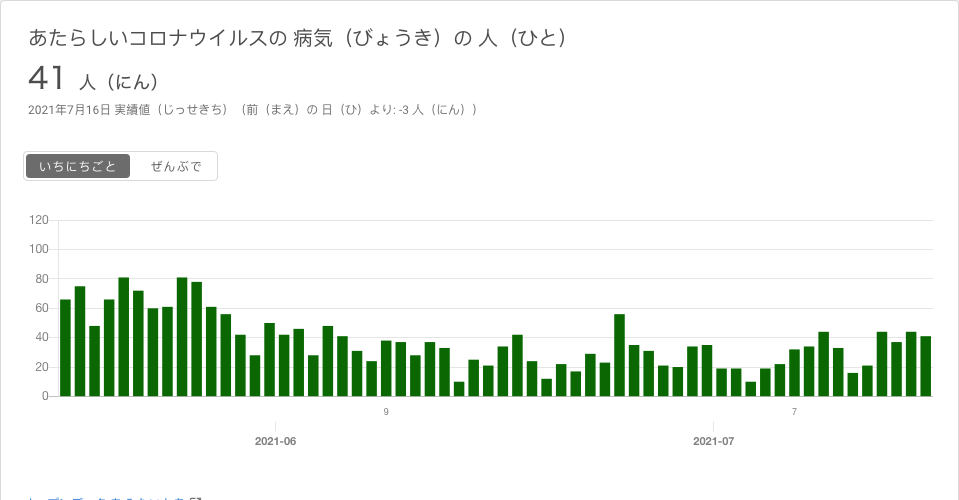 あたらしいコロナウイルスの 病気（びょうき）の 人（ひと）
41 人（にん）
2021年7月16日 実績値（じっせきち）（前（まえ）の 日（ひ）より: -3 人（にん））
いちにちごと ぜんぶで
120
100
80
60
40
20
0
9 7
2021-06 2021-07